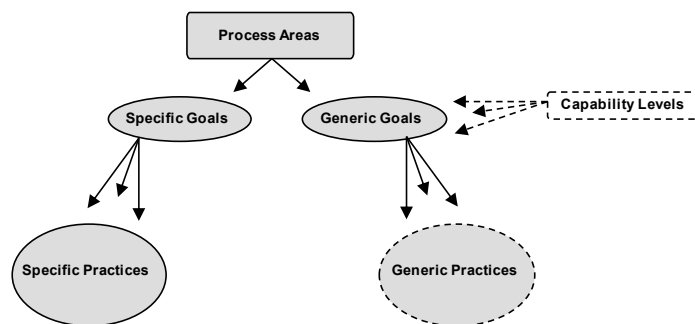 Process Areas
Specific Goals
Generic Goals
Capability Levels
Specific Practices
Generic Practices